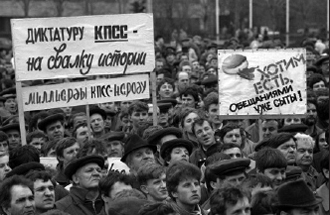 ДИКТАТУРУ КПСС -
на свалку истории
МИЛЛИАРДЫ КПСС-НАРОДУ
ХОТИМ
ЕСТЬ,
ОБЕЩАНИЯМИ
УЖЕ СЫТЫ!